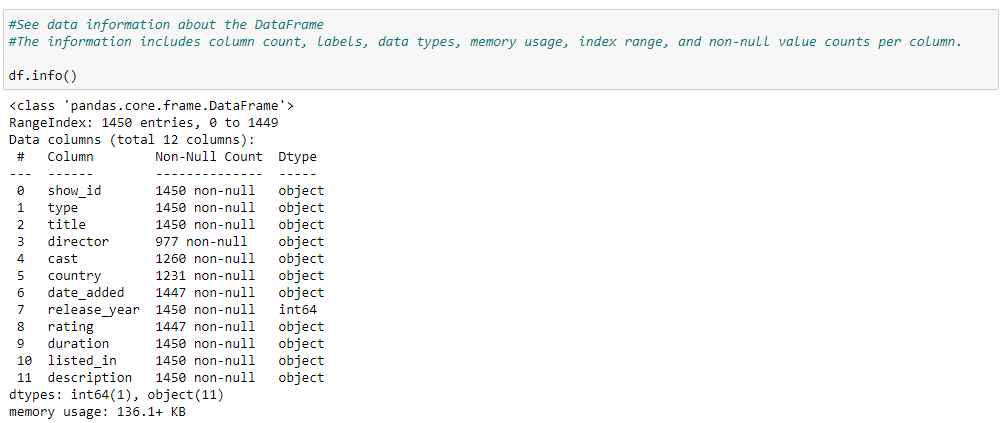 #See data information about the DataFrame
#The information includes column count, labels, data types, memory usage, index range, and non-null value counts per column.
df.info()
<class 'pandas.core.frame.DataFrame'>
RangeIndex: 1450 entries, 0 to 1449
Data columns (total 12 columns):
 #   Column        Non-Null Count  Dtype
---  ------        --------------  -----
 0   show_id       1450 non-null   object
 1   type          1450 non-null   object
 2   title         1450 non-null   object
 3   director      977 non-null    object
 4   cast          1260 non-null   object
 5   country       1231 non-null   object
 6   date_added    1447 non-null   object
 7   release_year  1450 non-null   int64
 8   rating        1447 non-null   object
 9   duration      1450 non-null   object
 10  listed_in     1450 non-null   object
 11  description   1450 non-null   object
dtypes: int64(1), object(11)
memory usage: 136.1+ KB